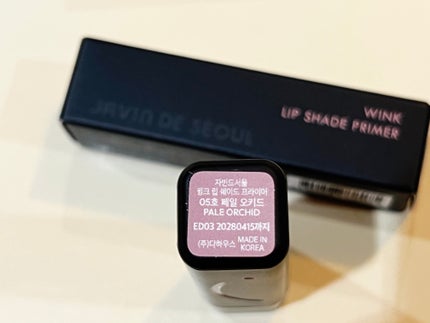 WINK
LIP SHADE PRIMER
JAVIN DE SEOUL
자빈드서울
윙크 립 쉐이드 프라이머
05호 페일 오키드
PALE ORCHID
ED03 20280415까지
(주)다하우스 MADE IN
KOREA